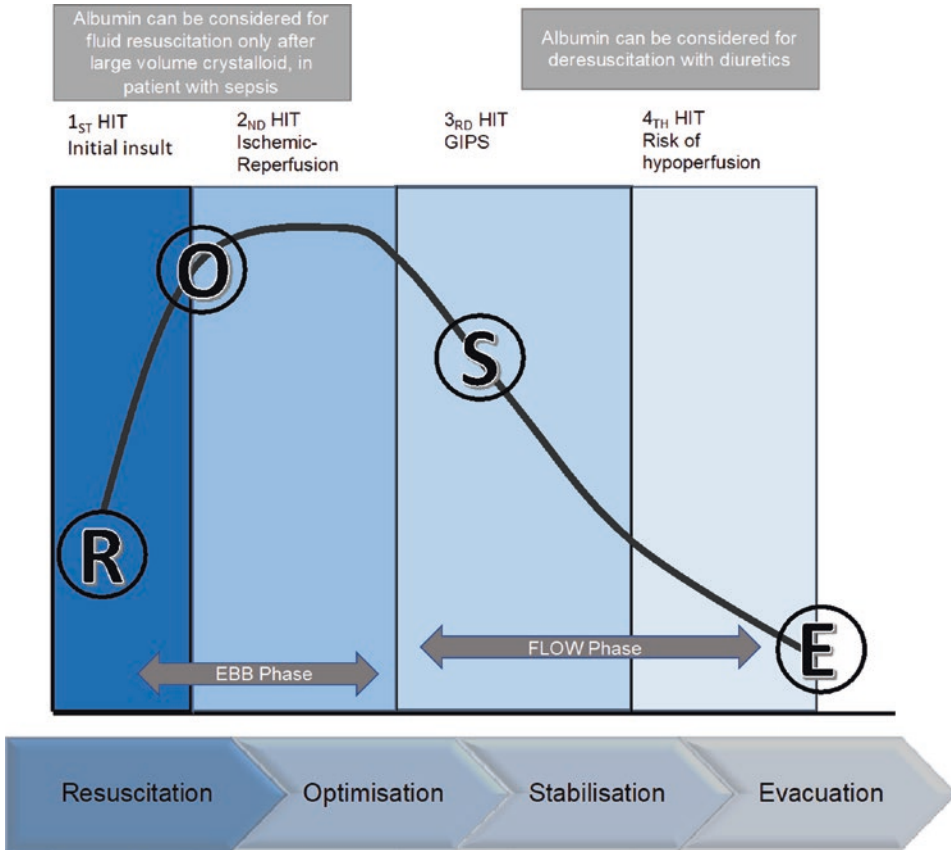 Albumin can be considered for
fluid resuscitation only after
large volume crystalloid, in
patient with sepsis
Albumin can be considered for
deresuscitation with diuretics
1ST HIT
Initial insult
2ND HIT
Ischemic-
Reperfusion
3RD HIT
GIPS
4TH HIT
Risk of
hypoperfusion
O
S
R
E
EBB Phase
FLOW Phase
Resuscitation
Optimisation
Stabilisation
Evacuation